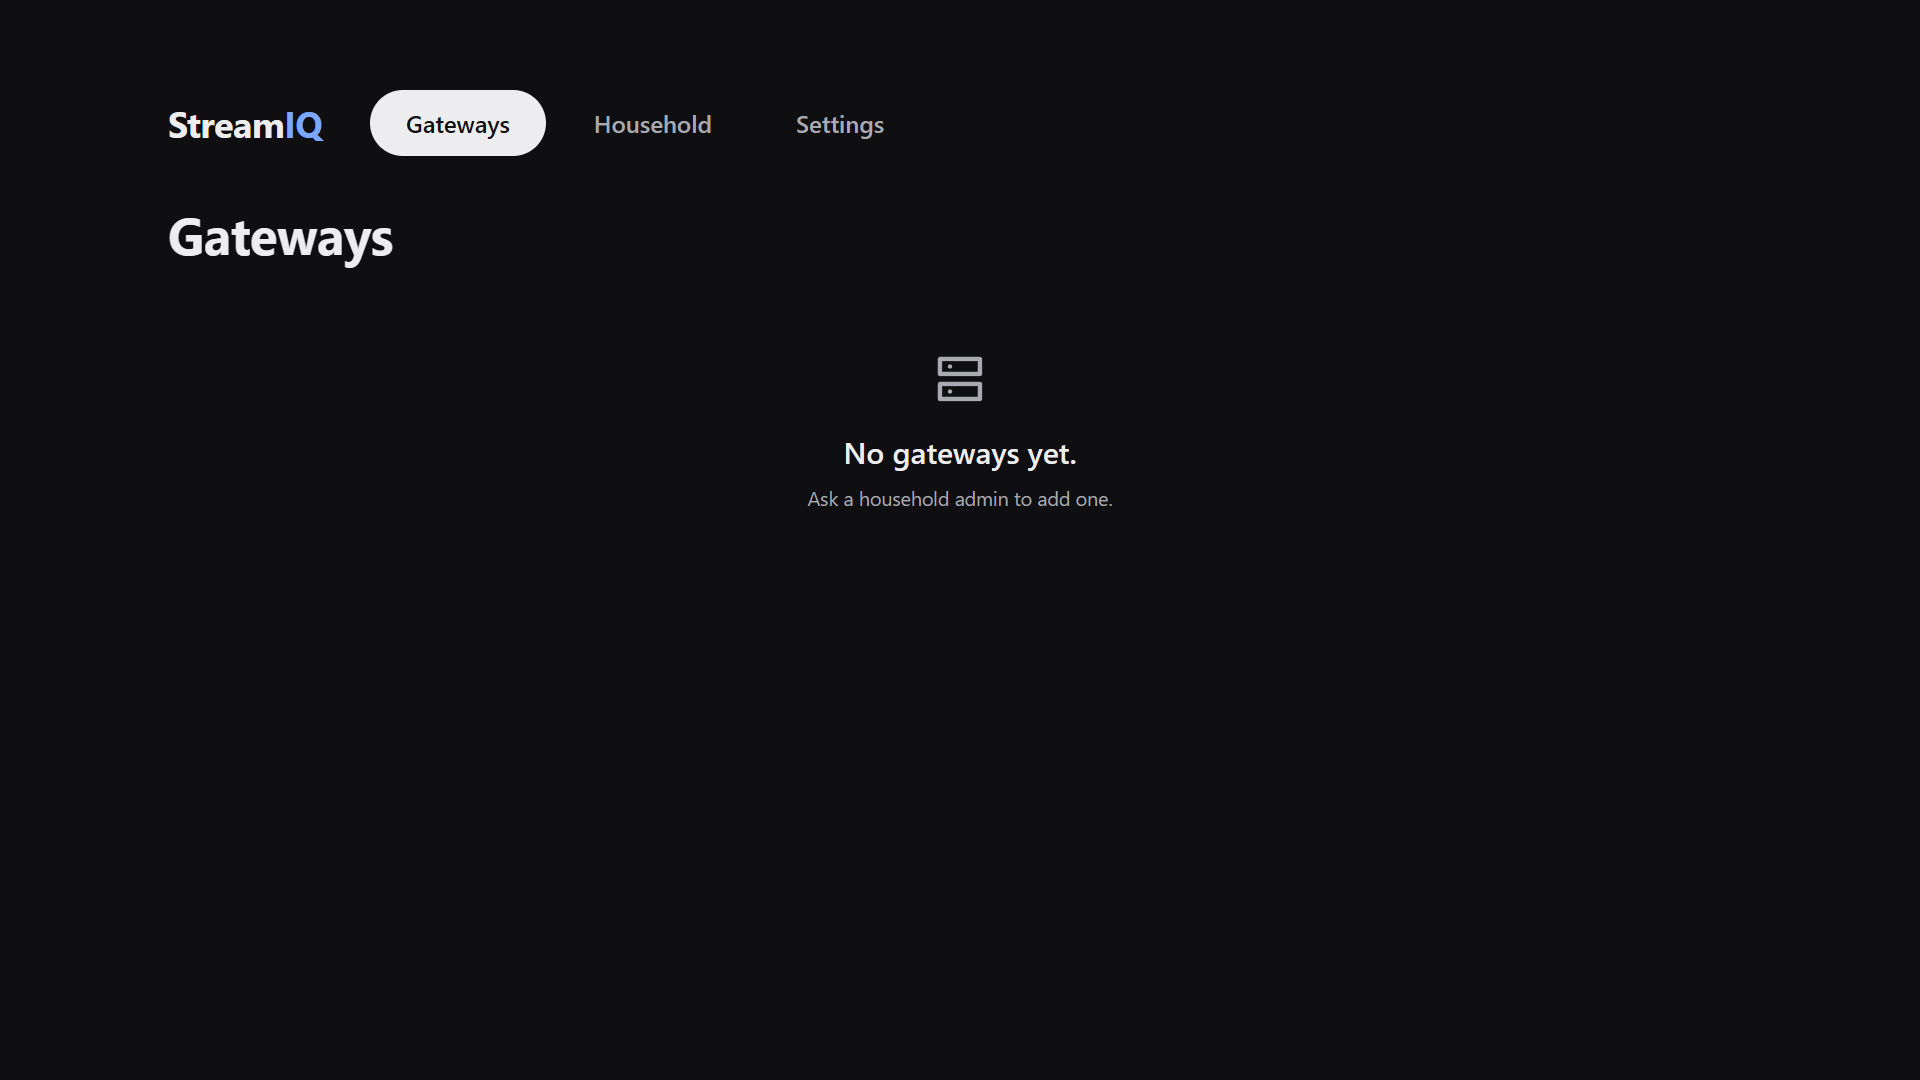 StreamIQ Gateways Household Settings
Gateways
No gateways yet.
Ask a household admin to add one.